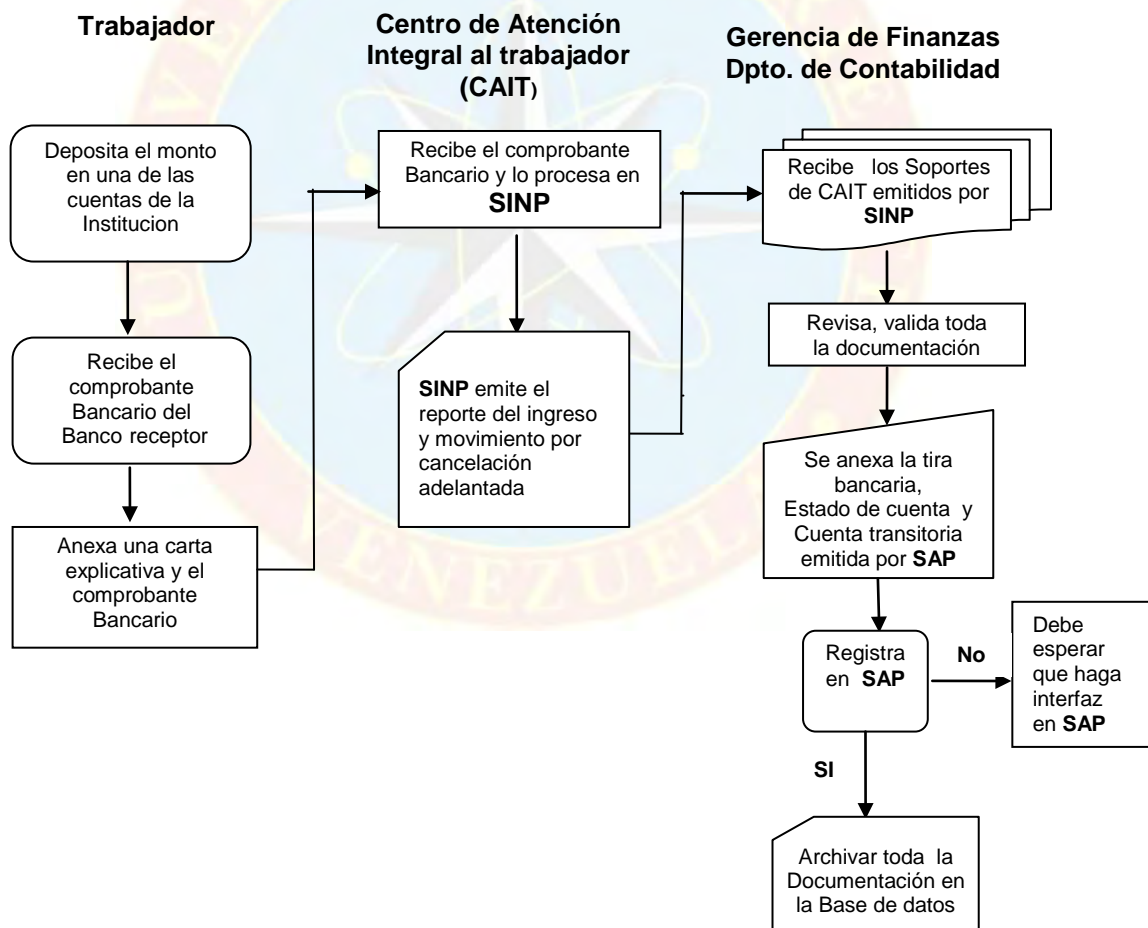 Trabajador
Deposita el monto
en una de las
cuentas de la
Institucion
Recibe el
comprobante
Bancario del
Banco receptor
Anexa una carta
explicativa y el
comprobante
Bancario
Centro de Atención
Integral al trabajador
(CAIT)
Recibe el comprobante
Bancario y lo procesa en
SINP
SINP emite el
reporte del ingreso
y movimiento por
cancelación
adelantada
Gerencia de Finanzas
Dpto. de Contabilidad
Recibe los Soportes
de CAIT emitidos por
SINP
Revisa, valida toda
la documentación
Se anexa la tira
bancaria,
Estado de cuenta y
Cuenta transitoria
emitida por SAP
Registra
en SAP
No
Debe
esperar
que haga
interfaz
en SAP
SI
Archivar toda la
Documentación en
la Base de datos
VENEZUELA